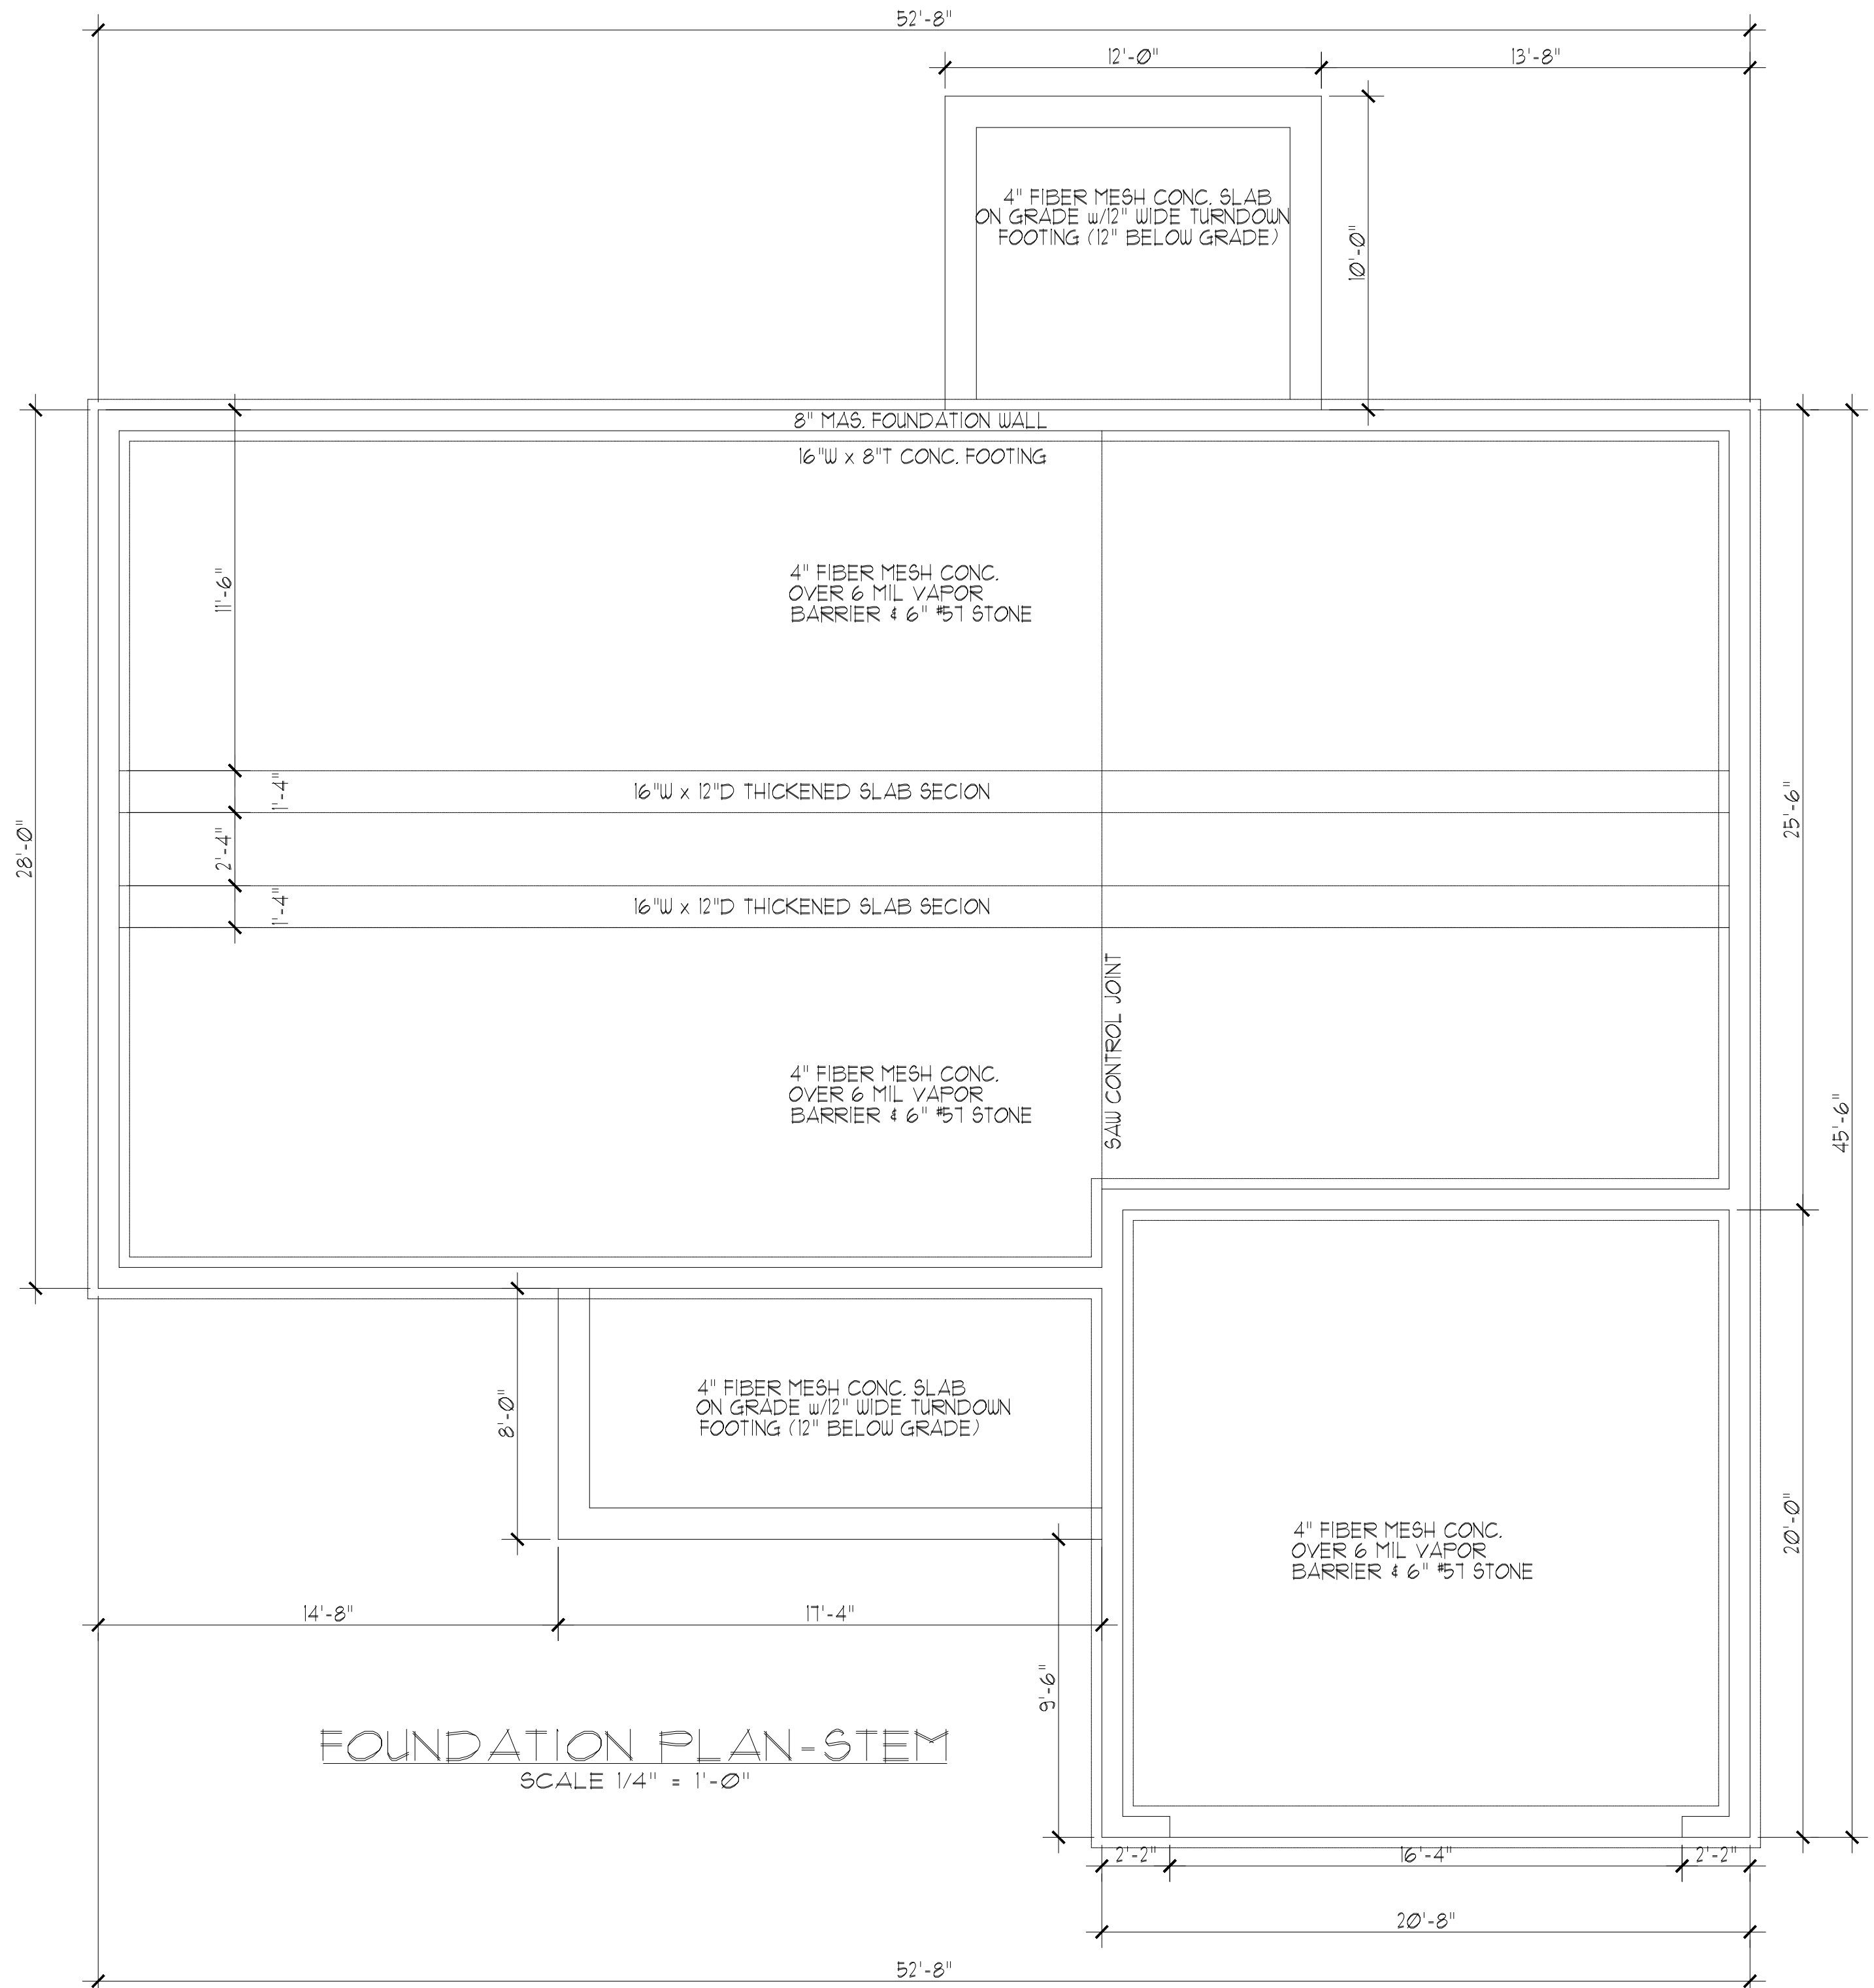 52'-8"
12'-0"
13'-8"
4" FIBER MESH CONC. SLAB
ON GRADE w/12" WIDE TURNDOWN
FOOTING (12" BELOW GRADE)
10'-0"
8" MAS. FOUNDATION WALL
16"W x 8"T CONC. FOOTING
11'-6"
4" FIBER MESH CONC.
OVER 6 MIL VAPOR
BARRIER & 6" #57 STONE
1'-4"
16"W x 12"D THICKENED SLAB SECION
25'-6"
28'-0"
2'-4"
1'-4"
16"W x 12"D THICKENED SLAB SECION
SAW CONTROL JOINT
4" FIBER MESH CONC.
OVER 6 MIL VAPOR
BARRIER & 6" #57 STONE
45'-6"
8'-0"
4" FIBER MESH CONC. SLAB
ON GRADE w/12" WIDE TURNDOWN
FOOTING (12" BELOW GRADE)
4" FIBER MESH CONC.
OVER 6 MIL VAPOR
BARRIER & 6" #57 STONE
20'-0"
14'-8"
17'-4"
9'-6"
FOUNDATION PLAN-STEM
SCALE 1/4" = 1'-0"
2'-2"
16'-4"
2'-2"
20'-8"
52'-8"